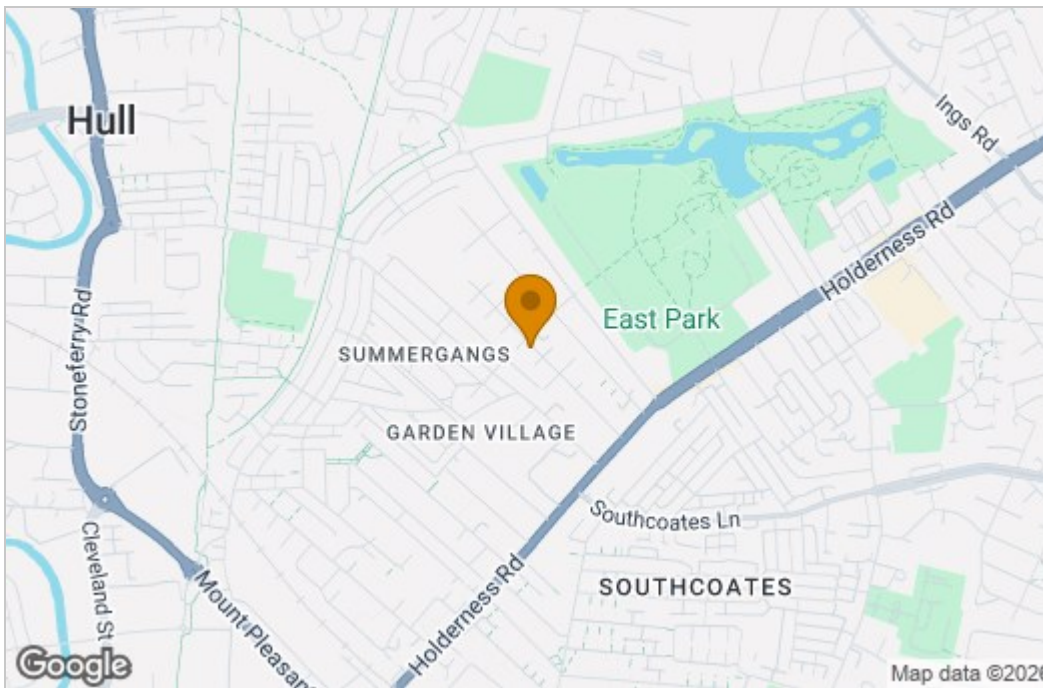 Hull
Ings Rd
Holderness Rd
East Park
Stoneferry Rd
SUMMERGANGS
GARDEN VILLAGE
Southcoates Ln
Cleveland St
Mount Pleasant
Holderness Rd
SOUTHCOATES
Google
Map data ©2026